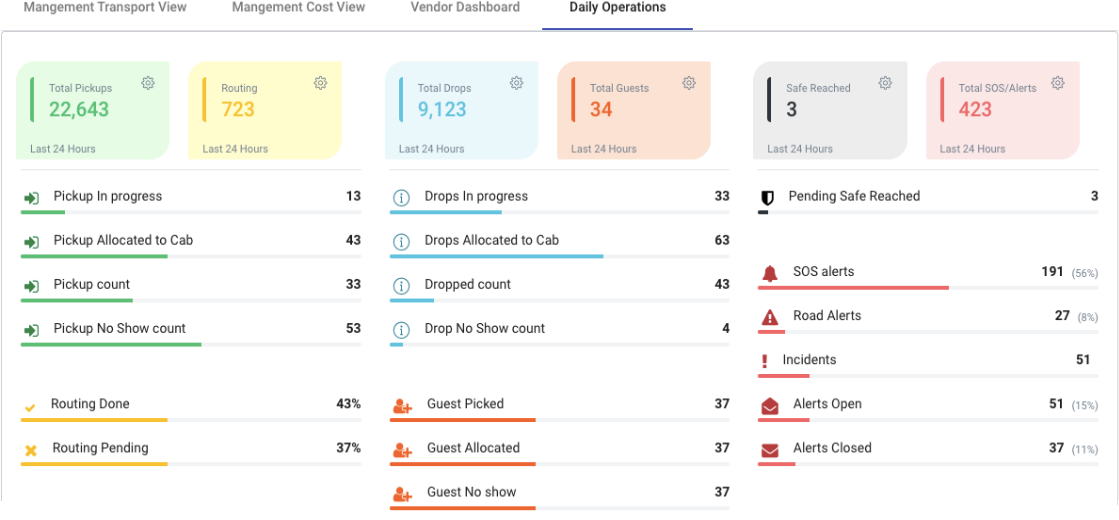 Mangement Transport View
Mangement Cost View
Vendor Dashboard
Daily Operations
Total Pickups
22,643
Last 24 Hours
Routing
723
Last 24 Hours
Total Drops
9,123
Last 24 Hours
Total Guests
34
Last 24 Hours
Safe Reached
3
Last 24 Hours
Total SOS/Alerts
423
Last 24 Hours
Pickup In progress 13
Pickup Allocated to Cab 43
Pickup count 33
Pickup No Show count 53
Routing Done 43%
Routing Pending 37%
Drops In progress 33
Drops Allocated to Cab 63
Dropped count 43
Drop No Show count 4
Guest Picked 37
Guest Allocated 37
Guest No show 37
Pending Safe Reached 3
SOS alerts 191 (56%)
Road Alerts 27 (8%)
Incidents 51
Alerts Open 51 (15%)
Alerts Closed 37 (11%)